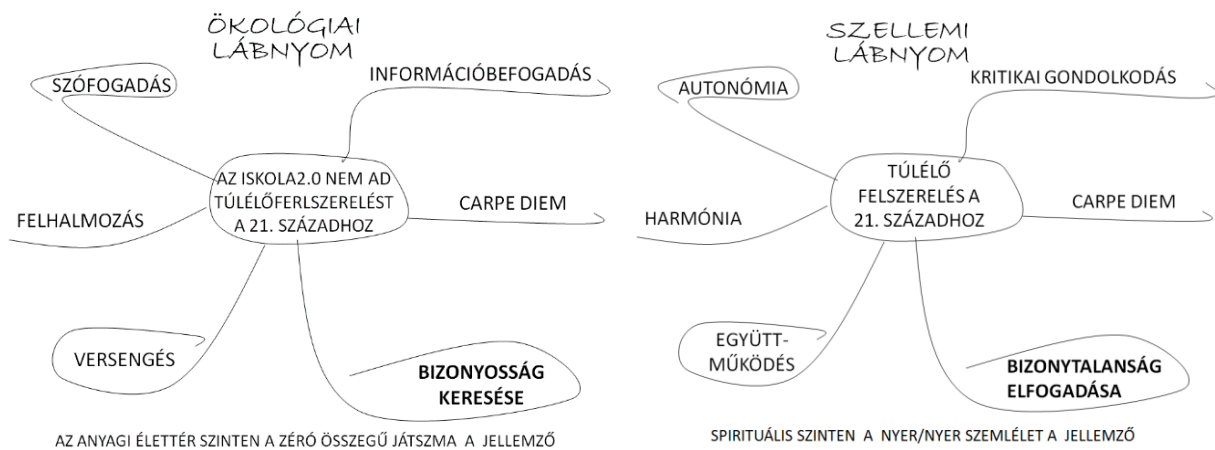 ÖKOLÓGIAI
LÁBNYOM
SZÓFOGADÁS
INFORMÁCIÓBEFOGADÁS
AZ ISKOLA2.0 NEM AD
TÚLÉLŐFERLSZERELÉST
A 21. SZÁZADHOZ
FELHALMOZÁS
CARPE DIEM
VERSENGÉS
BIZONYOSSÁG
KERESÉSE
AZ ANYAGI ÉLETTÉR SZINTEN A ZÉRÓ ÖSSZEGŰ JÁTSZMA A JELLEMZŐ
SZELLEMI
LÁBNYOM
AUTONÓMIA
KRITIKAI GONDOLKODÁS
TÚLÉLŐ
FELSZERELÉS A
21. SZÁZADHOZ
HARMÓNIA
CARPE DIEM
EGYÜTT-
MŰKÖDÉS
BIZONYTALANSÁG
ELFOGADÁSA
SPIRITUÁLIS SZINTEN A NYER/NYER SZEMLÉLET A JELLEMZŐ